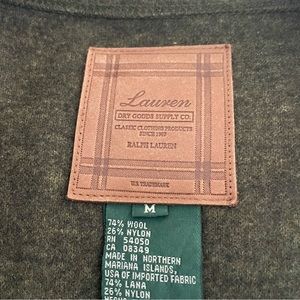 Lauren
DRY GOODS SUPPLY CO.
CLASSIC CLOTHING PRODUCTS
SINCE 1967
RALPH LAUREN
U.S. TRADEMARK
M
74% WOOL
26% NYLON
RN 54050
CA 08349
MADE IN NORTHERN
MARIANA ISLANDS,
USA OF IMPORTED FABRIC
74% LANA
26% NYLON